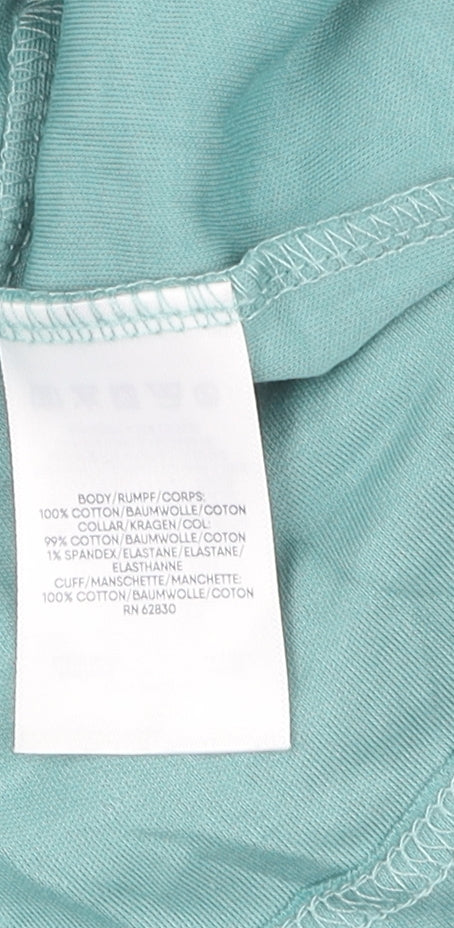 BODY/RUMPF/CORPS:
100% COTTON/BAUMWOLLE/COTON
COLLAR/KRAGEN/COL:
99% COTTON/BAUMWOLLE/COTON
1% SPANDEX/ELASTANE/ELASTANE/
ELASTHANNE
CUFF/MANSCHETTE/MANCHETTE:
100% COTTON/BAUMWOLLE/COTON
RN 62830